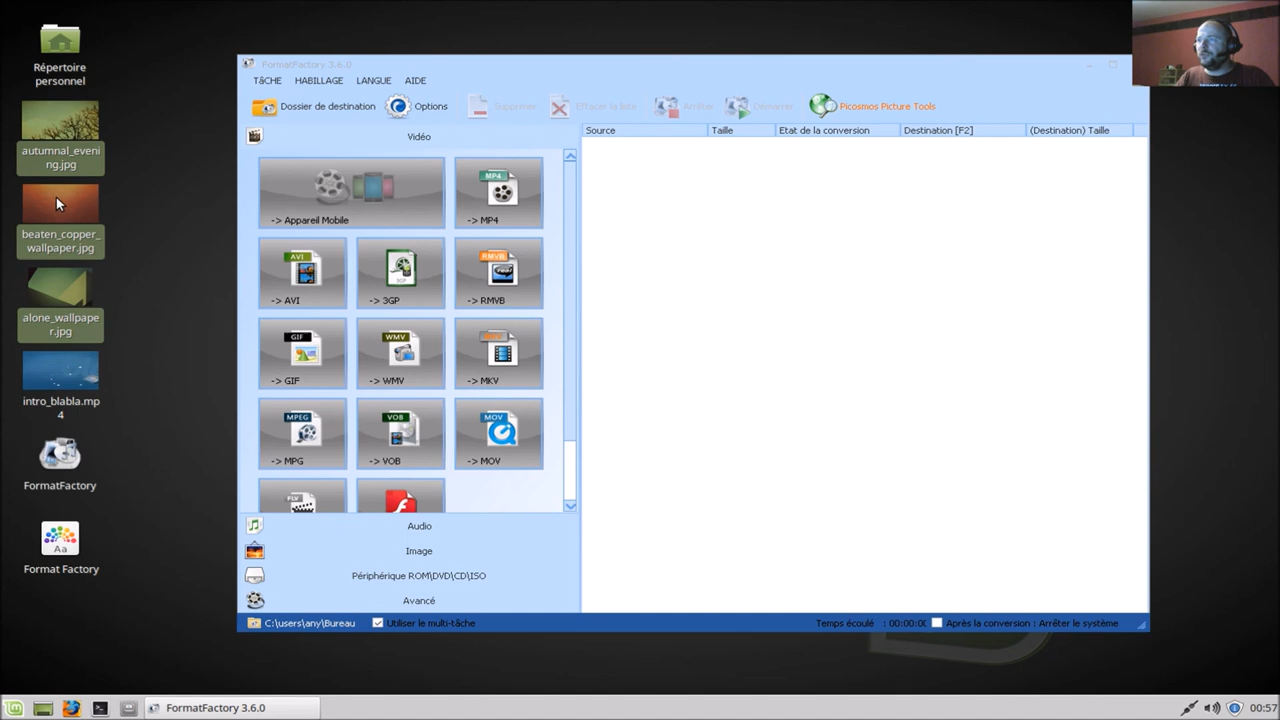 Répertoire
personnel
autumnal_eveni
ng.jpg
beaten_copper_
wallpaper.jpg
alone_wallpape
r.jpg
intro_blabla.mp
4
FormatFactory
Aa
Format Factory
FormatFactory 3.6.0
TâCHE HABILLAGE LANGUE AIDE
Dossier de destination Options Supprimer Effacer la liste Arrêter Démarrer Picosmos Picture Tools
Vidéo
Source Taille Etat de la conversion Destination [F2] (Destination) Taille
-> Appareil Mobile
MP4
-> MP4
AVI
-> AVI
3GP
-> 3GP
RMVB
-> RMVB
GIF
-> GIF
WMV
-> WMV
-> MKV
MPEG
-> MPG
VOB
-> VOB
MOV
-> MOV
FLV
Audio
Image
Périphérique ROM\DVD\CD\ISO
Avancé
C:\users\any\Bureau Utiliser le multi-tâche Temps écoulé : 00:00:00 Après la conversion : Arrêter le système
FormatFactory 3.6.0 00:57